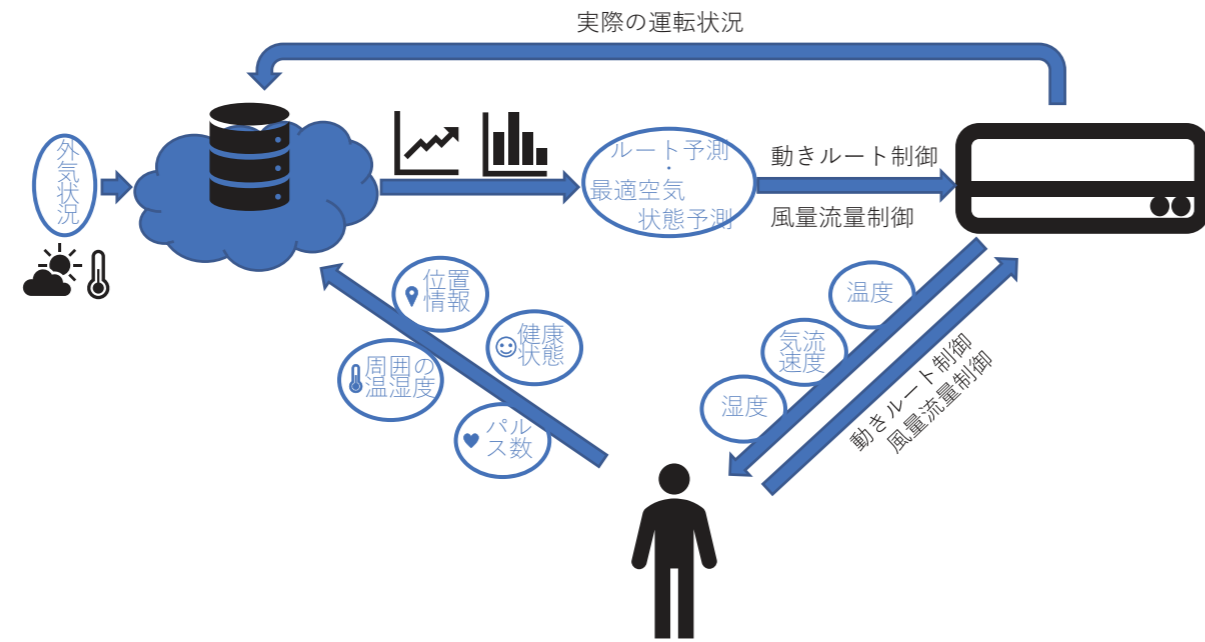 実際の運転状況
外気状況
ルート予測
・
最適空気
状態予測
動きルート制御
風量流量制御
位置
情報
健康
状態
周囲の
温湿度
パル
ス数
温度
気流
速度
湿度
動きルート制御
風量流量制御